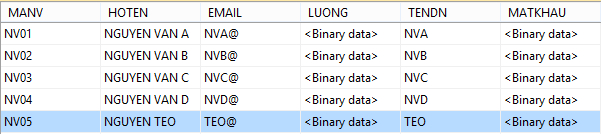 MANV HOTEN EMAIL LUONG TENDN MATKHAU
NV01 NGUYEN VAN A NVA@ <Binary data> NVA <Binary data>
NV02 NGUYEN VAN B NVB@ <Binary data> NVB <Binary data>
NV03 NGUYEN VAN C NVC@ <Binary data> NVC <Binary data>
NV04 NGUYEN VAN D NVD@ <Binary data> NVD <Binary data>
NV05 NGUYEN TEO TEO@ <Binary data> TEO <Binary data>